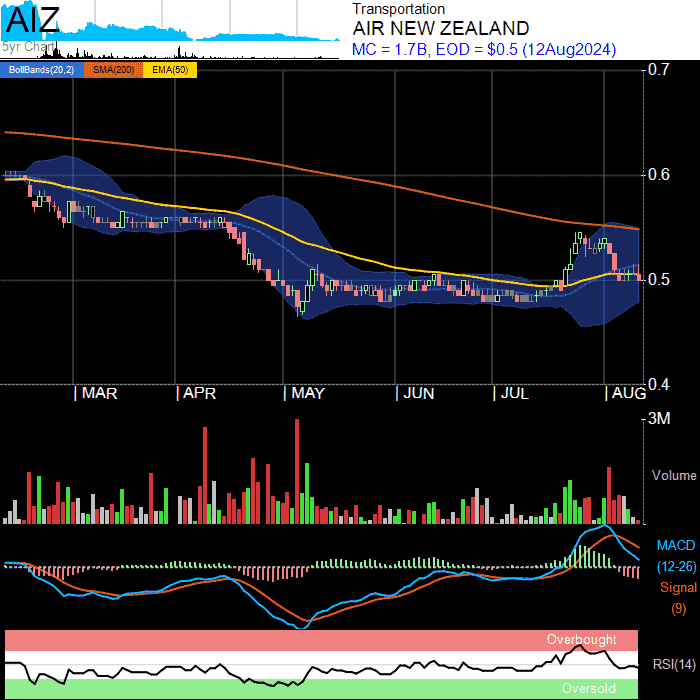 AIZ
5yr Chart
Transportation
AIR NEW ZEALAND
MC = 1.7B, EOD = $0.5 (12Aug2024)
BollBands(20,2) SMA(200) EMA(50)
0.7
0.6
0.5
0.4
MAR APR MAY JUN JUL AUG
3M
Volume
MACD
(12-26)
Signal
(9)
Overbought
RSI(14)
Oversold